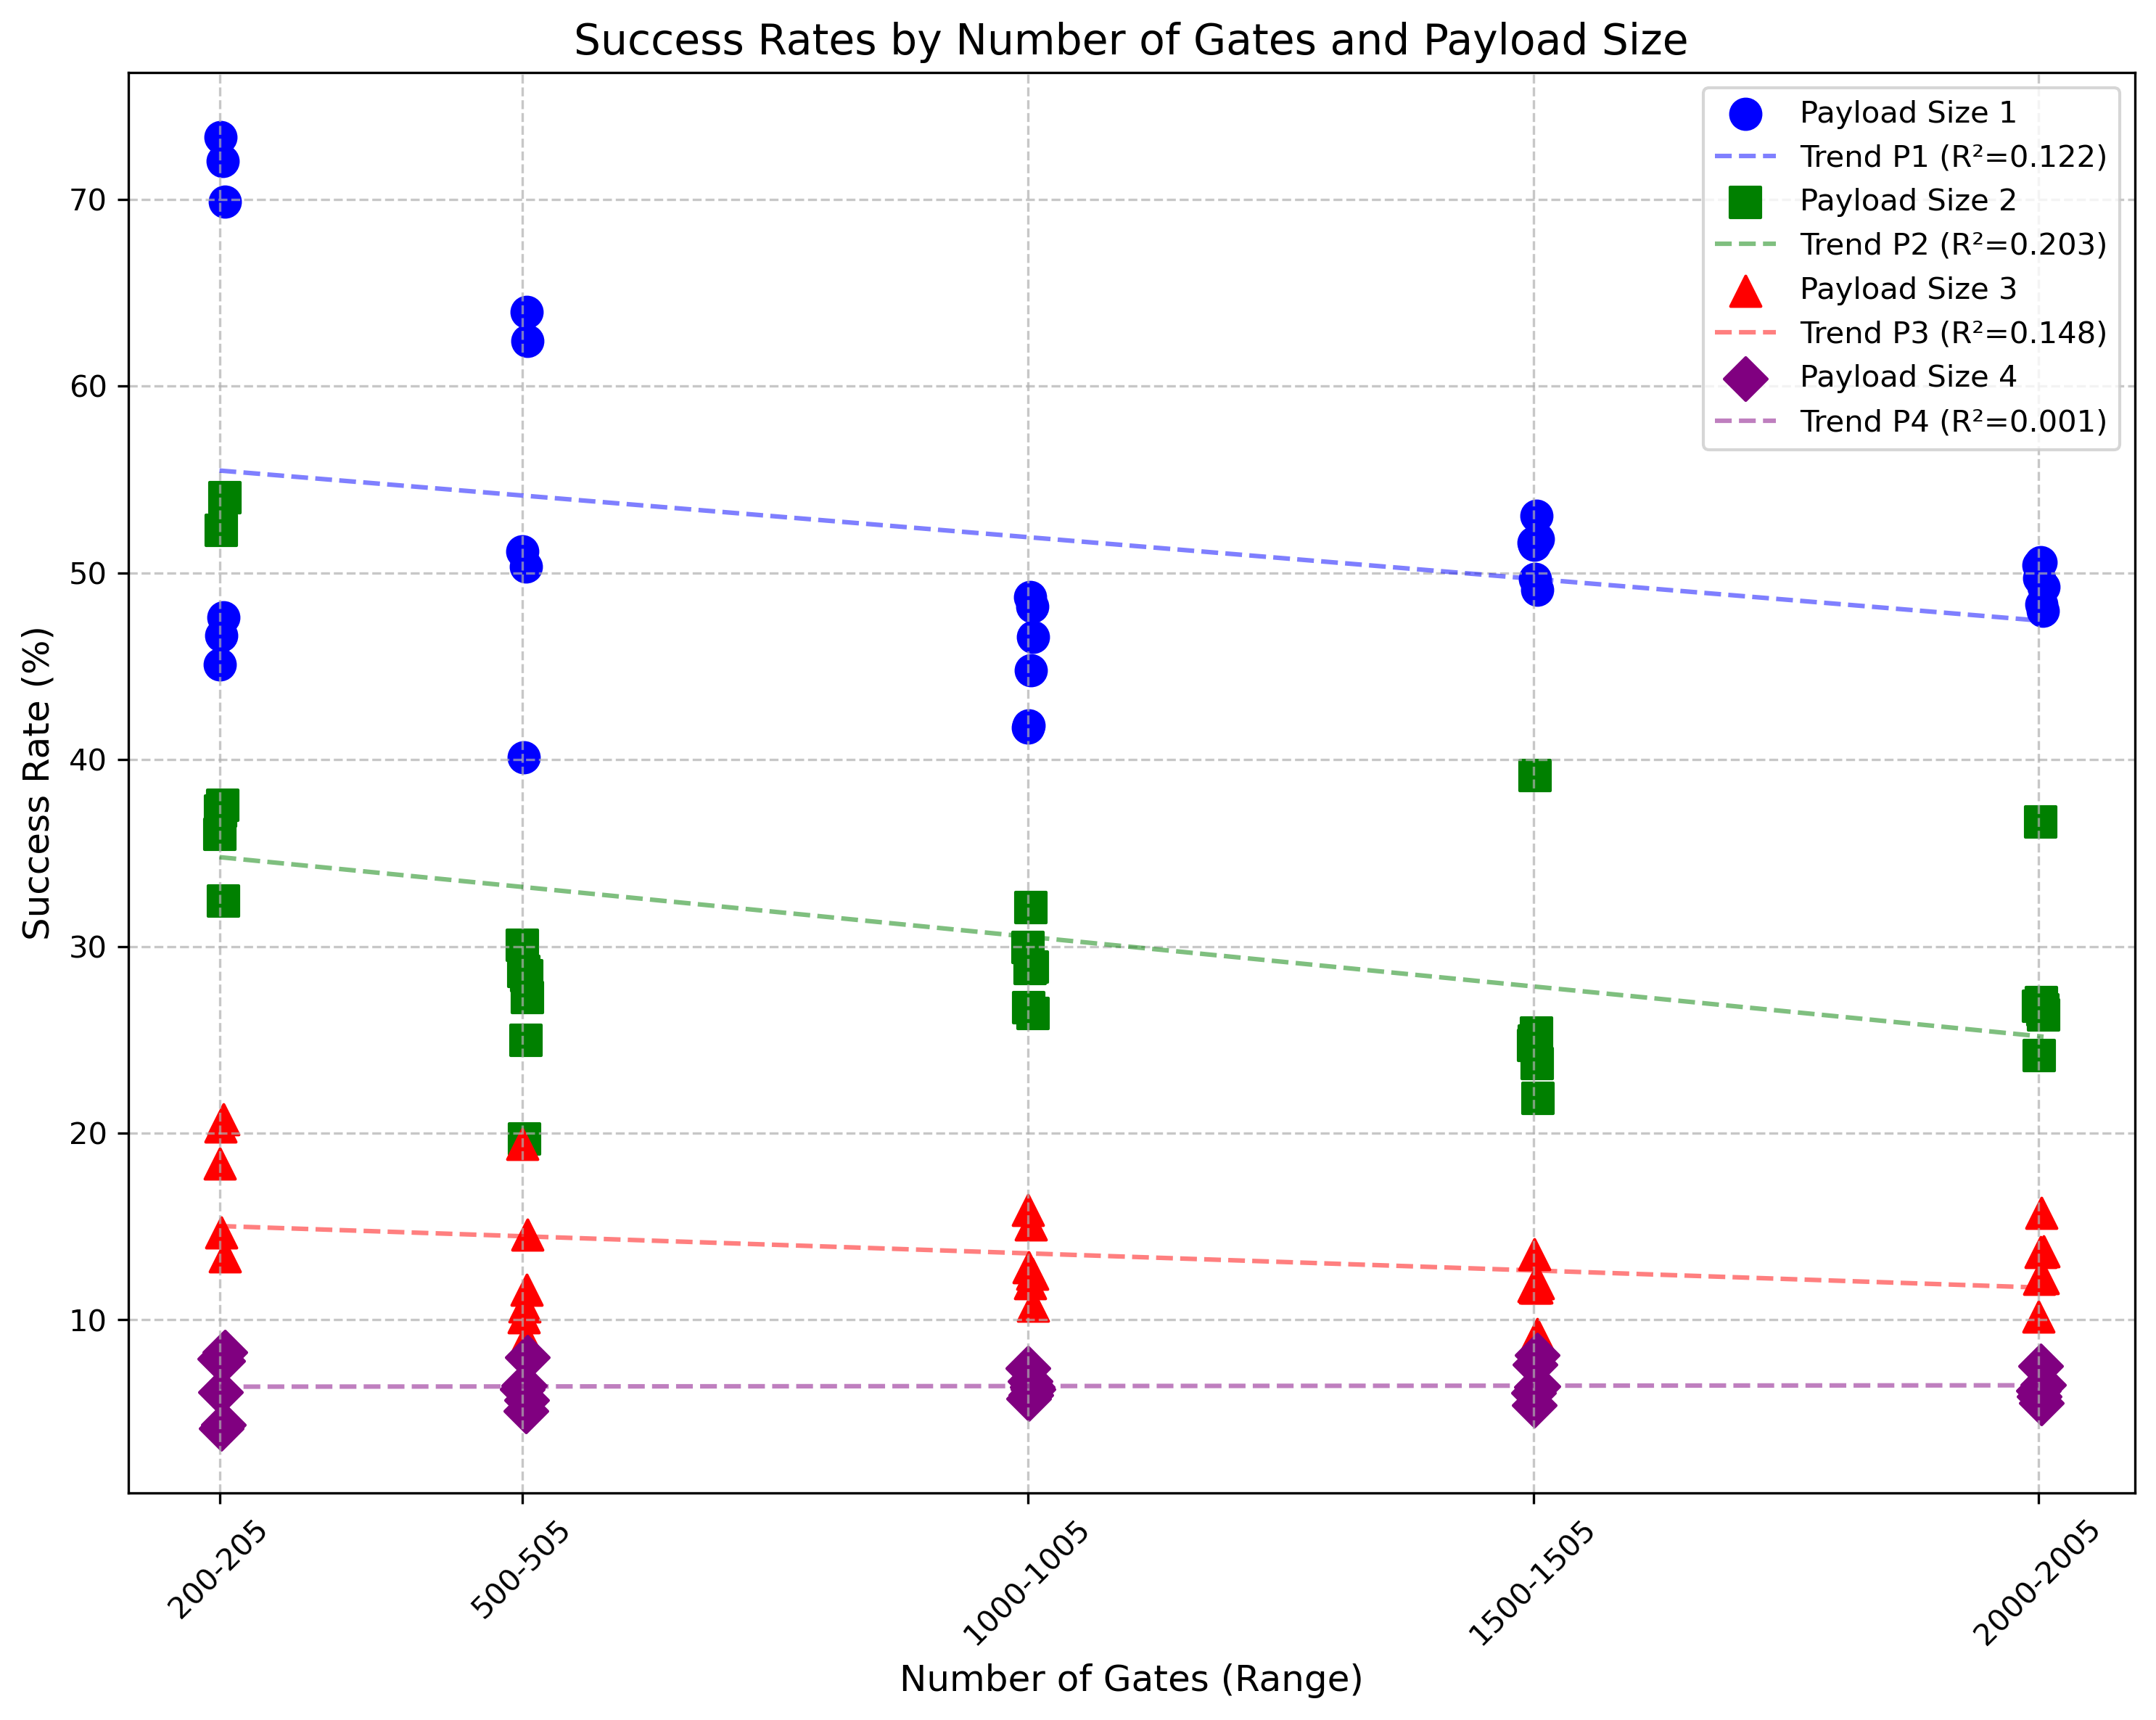 Success Rates by Number of Gates and Payload Size
Payload Size 1
Trend P1 (R²=0.122)
Payload Size 2
Trend P2 (R²=0.203)
Payload Size 3
Trend P3 (R²=0.148)
Payload Size 4
Trend P4 (R²=0.001)
Success Rate (%)
70
60
50
40
30
20
10
200-205
500-505
1000-1005
1500-1505
2000-2005
Number of Gates (Range)